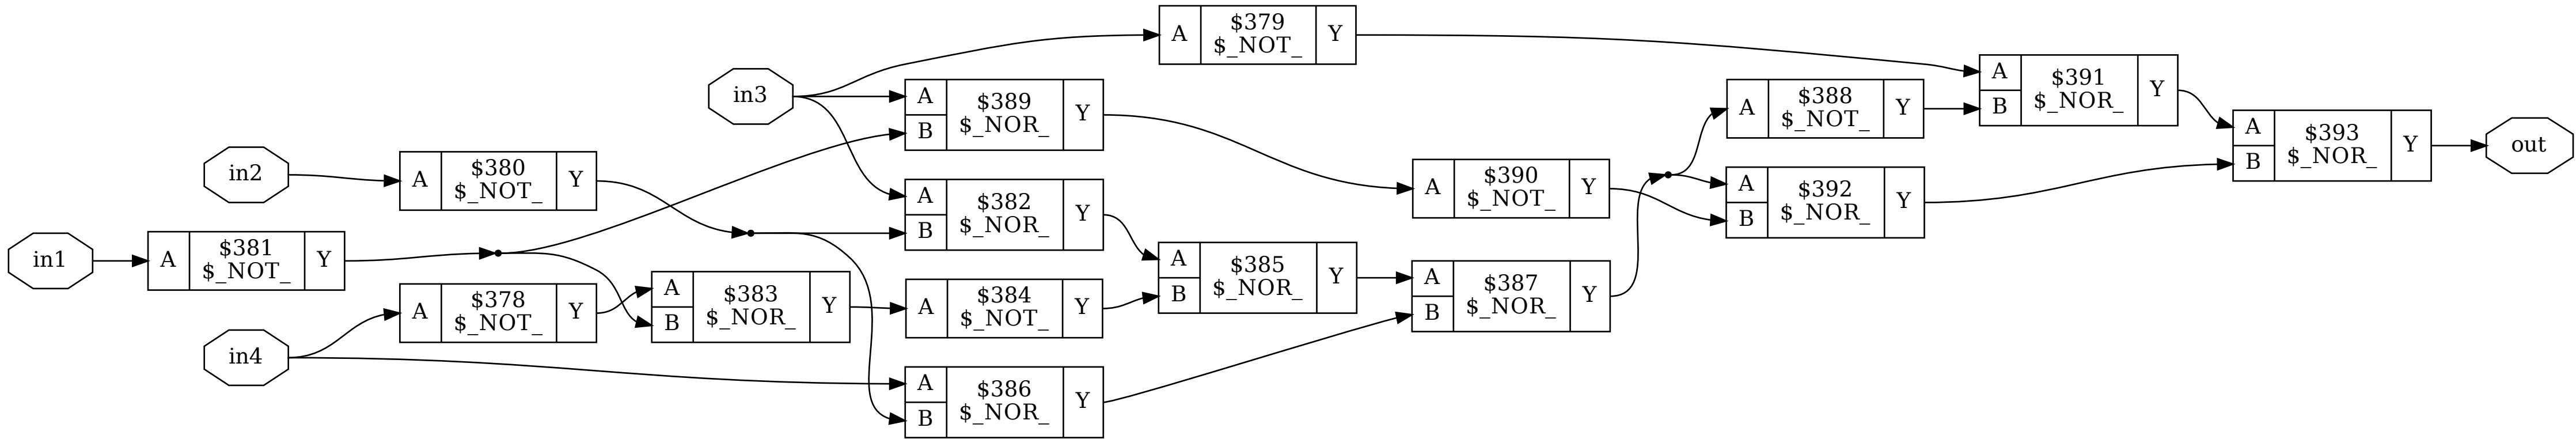 in1
A
$381
$_NOT_
Y
in2
in4
A
$380
$_NOT_
Y
A
$378
$_NOT_
Y
in3
A
B
$383
$_NOR_
Y
A
B
$389
$_NOR_
Y
A
B
$382
$_NOR_
Y
A
$384
$_NOT_
Y
A
B
$386
$_NOR_
Y
A
$379
$_NOT_
Y
A
B
$385
$_NOR_
Y
A
$390
$_NOT_
Y
A
B
$387
$_NOR_
Y
A
$388
$_NOT_
Y
A
B
$392
$_NOR_
Y
A
B
$391
$_NOR_
Y
A
B
$393
$_NOR_
Y
out